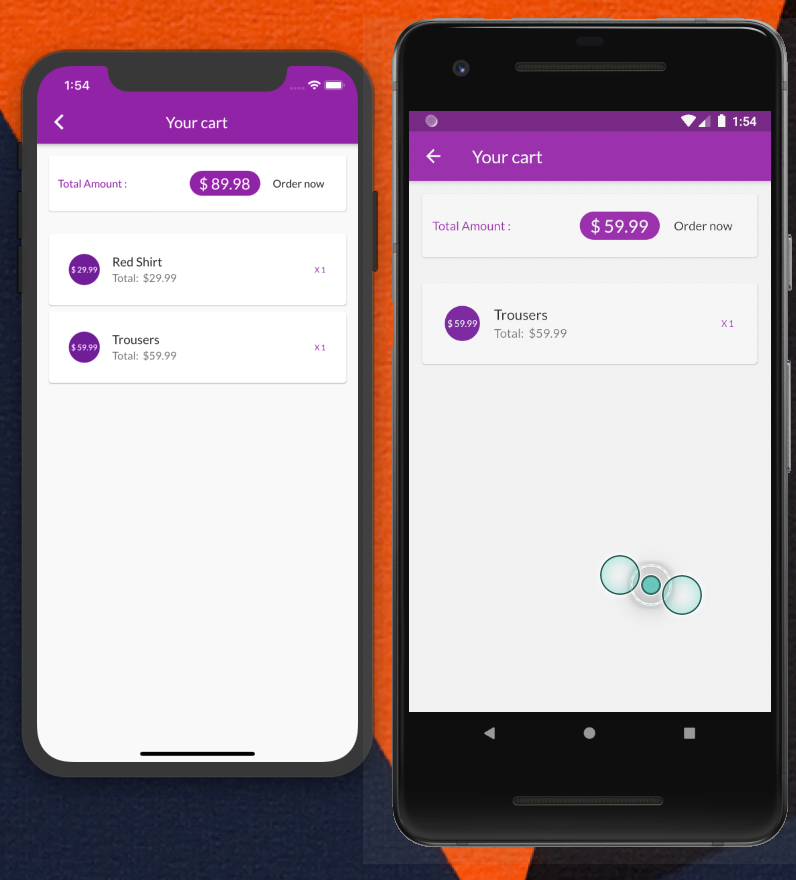 1:54
Your cart
Total Amount :
$ 89.98
Order now
$ 29.99
Red Shirt
Total: $29.99
X 1
$ 59.99
Trousers
Total: $59.99
X 1
1:54
Your cart
Total Amount :
$ 59.99
Order now
$ 59.99
Trousers
Total: $59.99
X 1